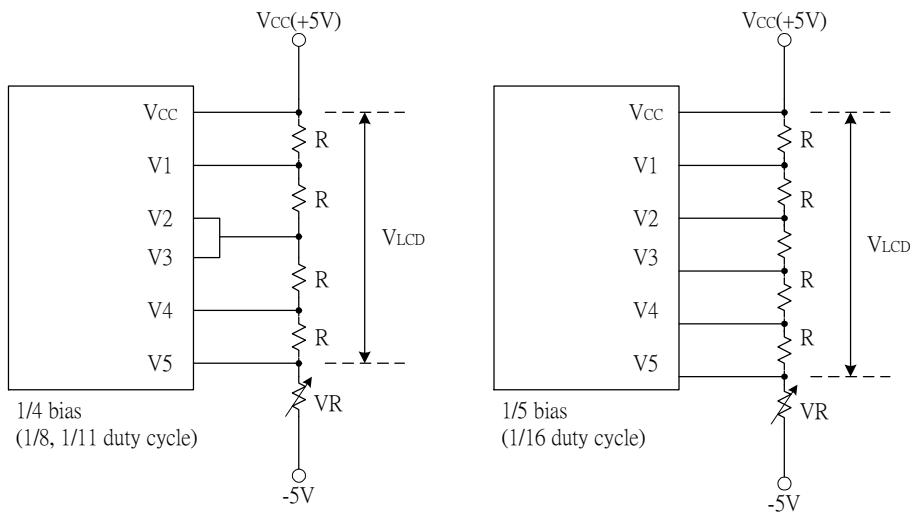 VCC(+5V)
VCC
R
V1
R
V2
V3
VLCD
R
V4
R
V5
VR
1/4 bias
(1/8, 1/11 duty cycle)
-5V
VCC(+5V)
VCC
R
V1
R
V2
R
V3
VLCD
R
V4
R
V5
VR
1/5 bias
(1/16 duty cycle)
-5V